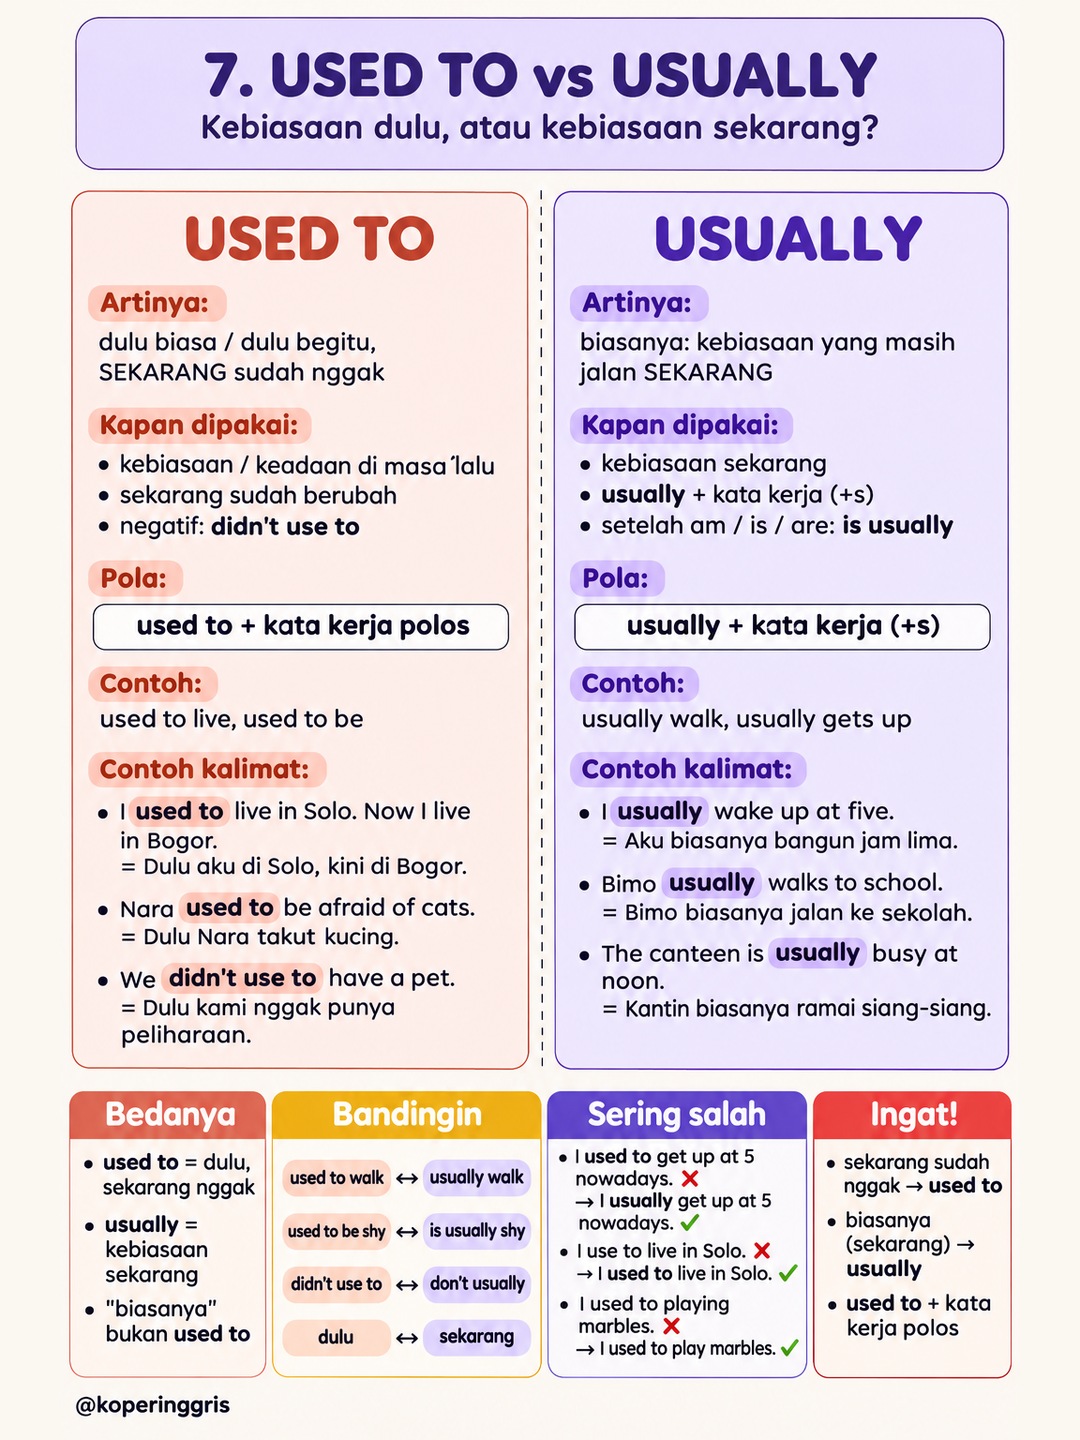 7. USED TO vs USUALLY
Kebiasaan dulu, atau kebiasaan sekarang?
USED TO
Artinya:
dulu biasa / dulu begitu,
SEKARANG sudah nggak
Kapan dipakai:
• kebiasaan / keadaan di masa ´lalu
• sekarang sudah berubah
• negatif: didn't use to
Pola:
used to + kata kerja polos
Contoh:
used to live, used to be
Contoh kalimat:
• I used to live in Solo. Now I live
in Bogor.
= Dulu aku di Solo, kini di Bogor.
• Nara used to be afraid of cats.
= Dulu Nara takut kucing.
• We didn't use to have a pet.
= Dulu kami nggak punya
peliharaan.
USUALLY
Artinya:
biasanya: kebiasaan yang masih
jalan SEKARANG
Kapan dipakai:
• kebiasaan sekarang
• usually + kata kerja (+s)
• setelah am / is / are: is usually
Pola:
usually + kata kerja (+s)
Contoh:
usually walk, usually gets up
Contoh kalimat:
• I usually wake up at five.
= Aku biasanya bangun jam lima.
• Bimo usually walks to school.
= Bimo biasanya jalan ke sekolah.
• The canteen is usually busy at
noon.
= Kantin biasanya ramai siang-siang.
Bedanya
• used to = dulu,
sekarang nggak
• usually =
kebiasaan
sekarang
• "biasanya"
bukan used to
Bandingin
used to walk ↔ usually walk
used to be shy ↔ is usually shy
didn't use to ↔ don't usually
dulu ↔ sekarang
Sering salah
• I used to get up at 5
nowadays. ❌
→ I usually get up at 5
nowadays. ✓
• I use to live in Solo. ❌
→ I used to live in Solo. ✓
• I used to playing
marbles. ❌
→ I used to play marbles. ✓
Ingat!
• sekarang sudah
nggak → used to
• biasanya
(sekarang) →
usually
• used to + kata
kerja polos
@koperinggris